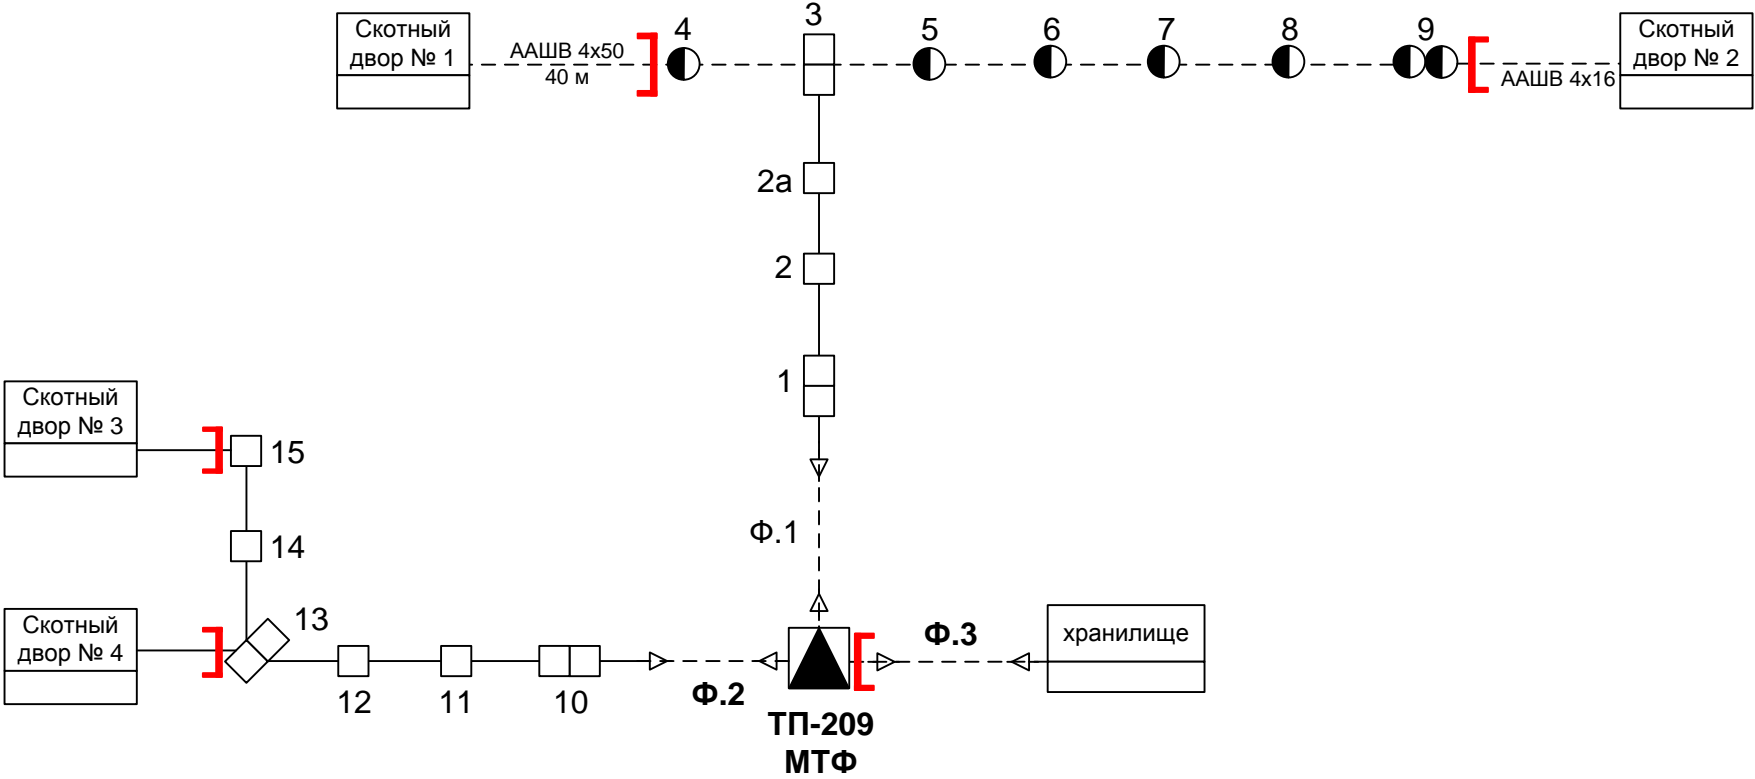 3
Скотный
двор № 1
ААШВ 4x50
40 м
4
5
6
7
8
9
ААШВ 4x16
Скотный
двор № 2
2а
2
1
Скотный
двор № 3
15
Ф.1
14
Скотный
двор № 4
13
12
11
10
Ф.2
Ф.3
хранилище
ТП-209
МТФ